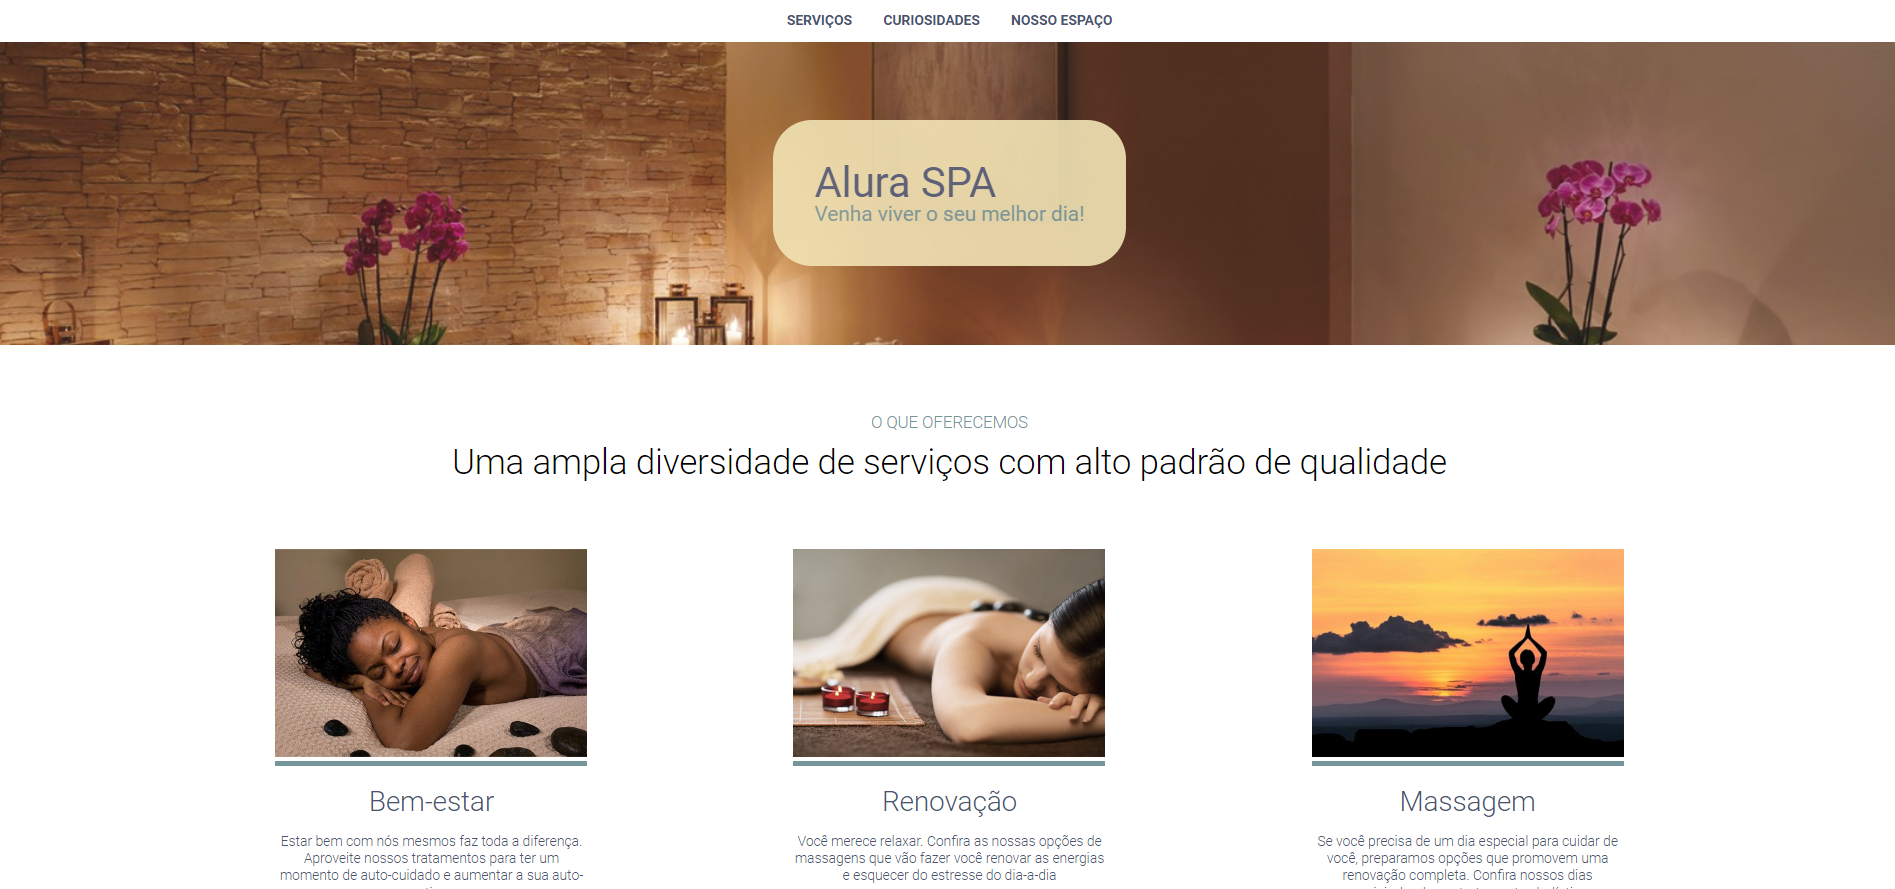 SERVIÇOS CURIOSIDADES NOSSO ESPAÇO
Alura SPA
Venha viver o seu melhor dia!
O QUE OFERECEMOS
Uma ampla diversidade de serviços com alto padrão de qualidade
Bem-estar
Estar bem com nós mesmos faz toda a diferença.
Aproveite nossos tratamentos para ter um
momento de auto-cuidado e aumentar a sua auto-
Renovação
Você merece relaxar. Confira as nossas opções de
massagens que vão fazer você renovar as energias
e esquecer do estresse do dia-a-dia
Massagem
Se você precisa de um dia especial para cuidar de
você, preparamos opções que promovem uma
renovação completa. Confira nossos dias